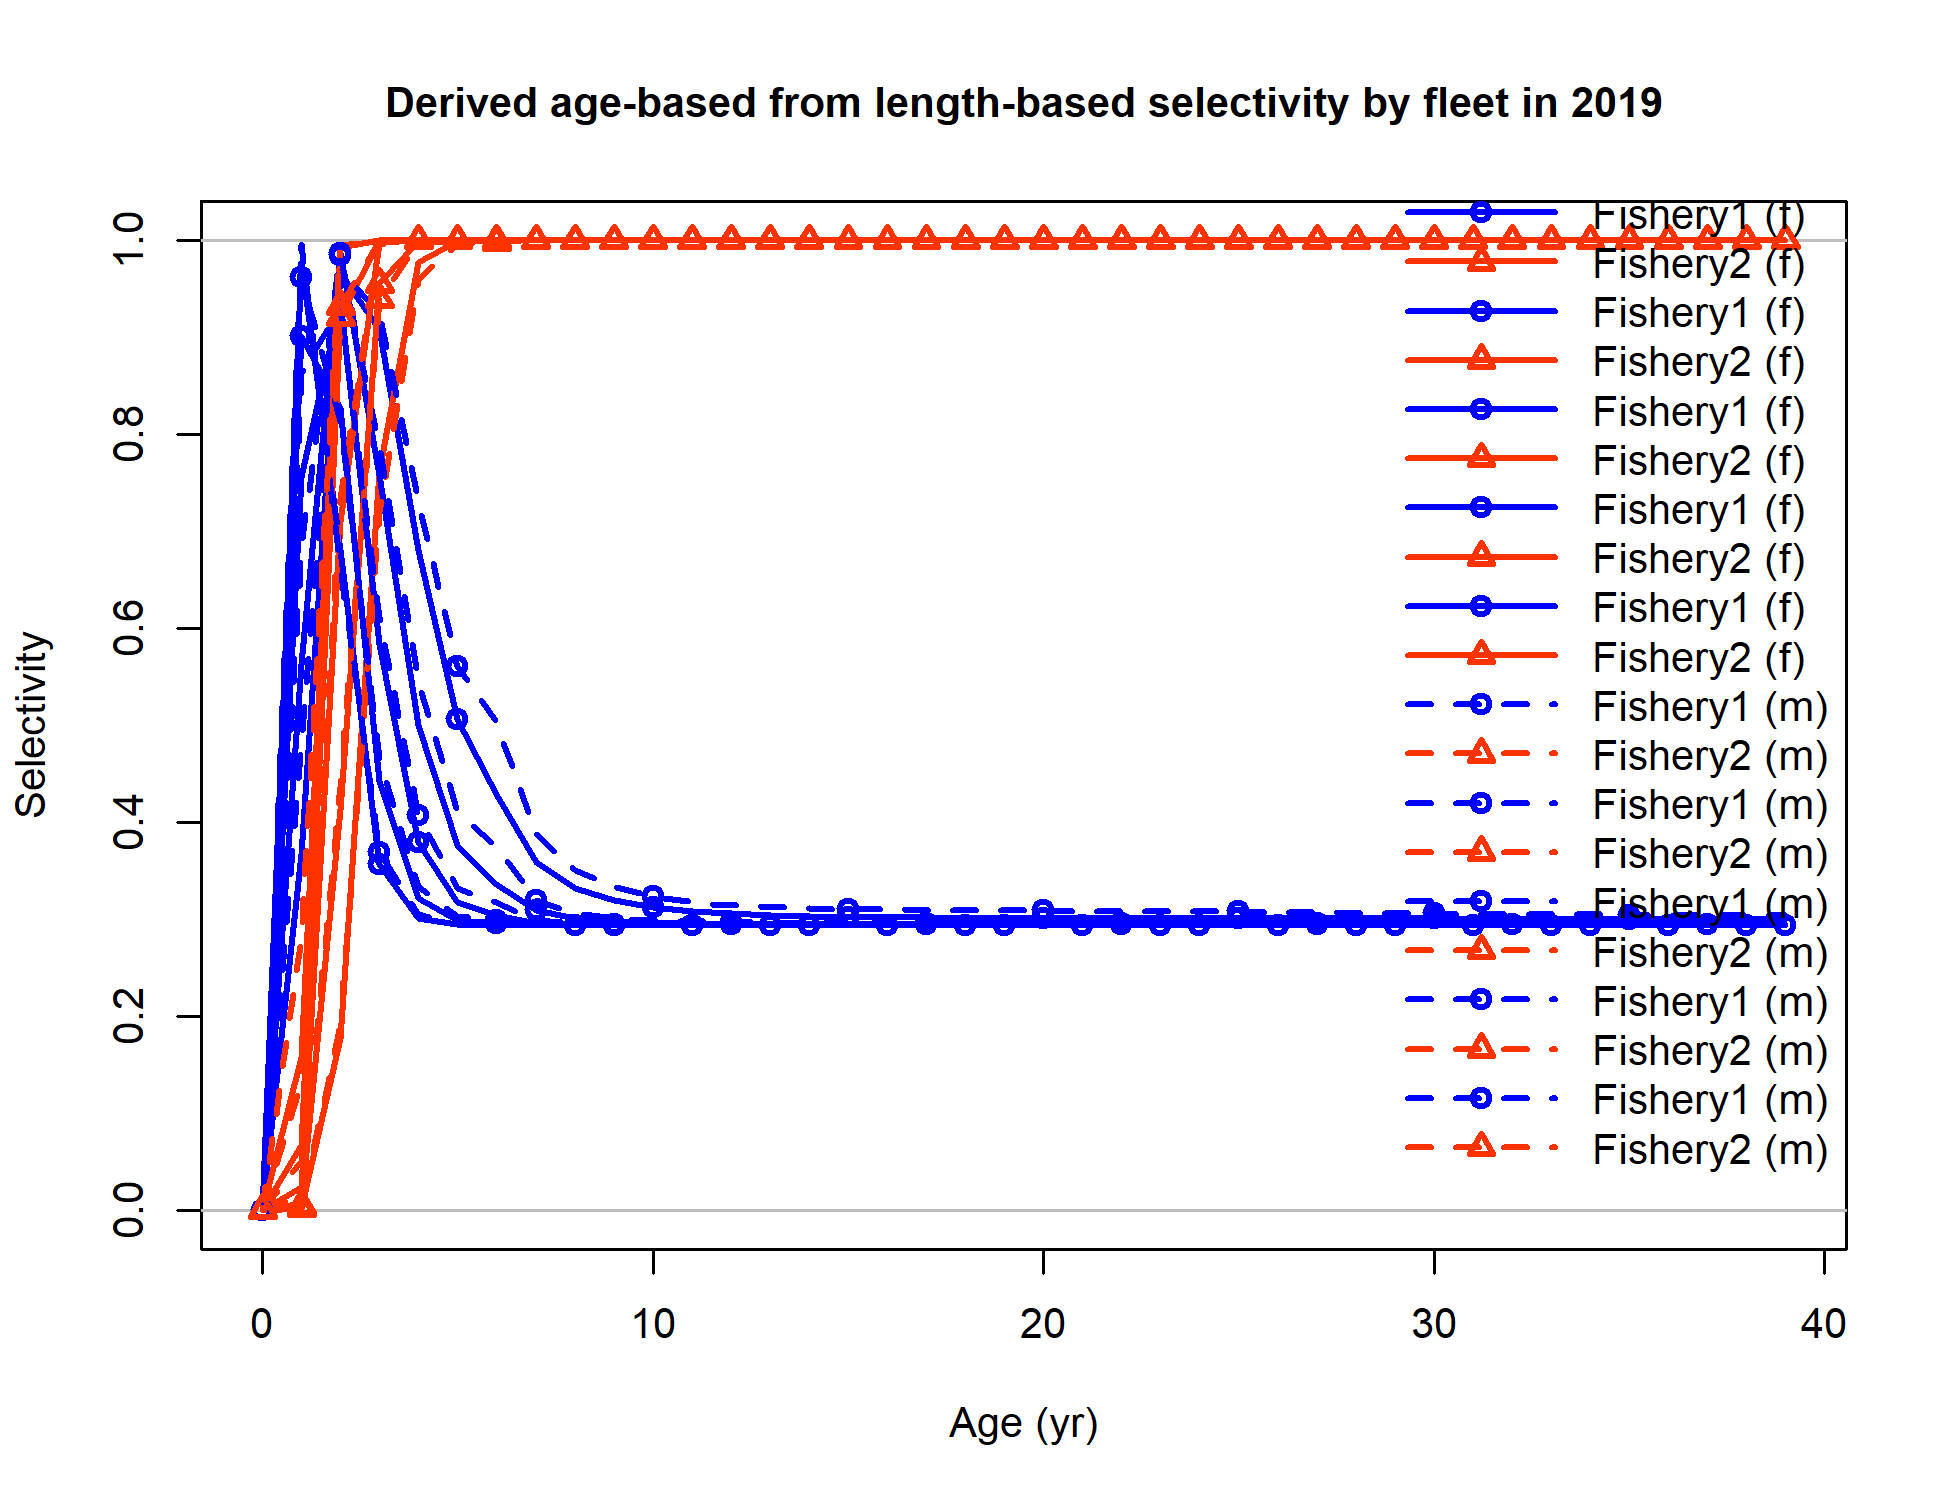 Derived age-based from length-based selectivity by fleet in 2019
Selectivity
1.0
0.8
0.6
0.4
0.2
0.0
Fishery1 (f)
Fishery2 (f)
Fishery1 (f)
Fishery2 (f)
Fishery1 (f)
Fishery2 (f)
Fishery1 (f)
Fishery2 (f)
Fishery1 (f)
Fishery2 (f)
Fishery1 (m)
Fishery2 (m)
Fishery1 (m)
Fishery2 (m)
Fishery1 (m)
Fishery2 (m)
Fishery1 (m)
Fishery2 (m)
Fishery1 (m)
Fishery2 (m)
0 10 20 30 40
Age (yr)